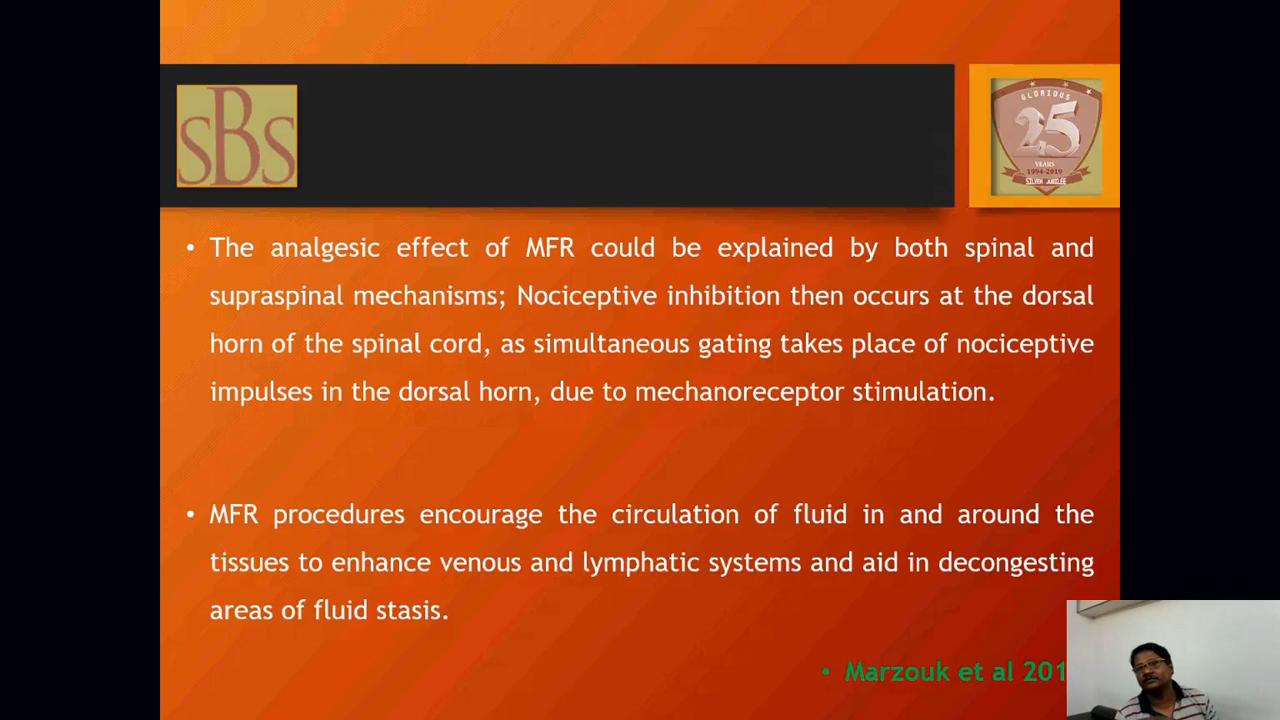 SBS
GLORIOUS
25
YEARS
1994-2019
SILVER JUBILEE
• The analgesic effect of MFR could be explained by both spinal and
supraspinal mechanisms; Nociceptive inhibition then occurs at the dorsal
horn of the spinal cord, as simultaneous gating takes place of nociceptive
impulses in the dorsal horn, due to mechanoreceptor stimulation.
• MFR procedures encourage the circulation of fluid in and around the
tissues to enhance venous and lymphatic systems and aid in decongesting
areas of fluid stasis.
• Marzouk et al